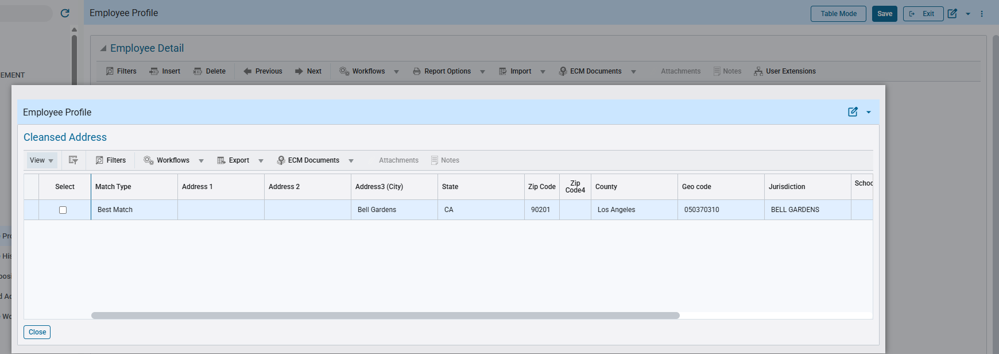 Employee Profile
Table Mode
Save
Exit
Employee Detail
Filters Insert Delete Previous Next Workflows Report Options Import ECM Documents Attachments Notes User Extensions
EMENT
Employee Profile
Cleansed Address
View Filters Workflows Export ECM Documents Attachments Notes
Select Match Type Address 1 Address 2 Address3 (City) State Zip Code Zip Code4 County Geo code Jurisdiction Schoo
Best Match Bell Gardens CA 90201 Los Angeles 050370310 BELL GARDENS
Pro
His
posi
d Ac
Wo
Close